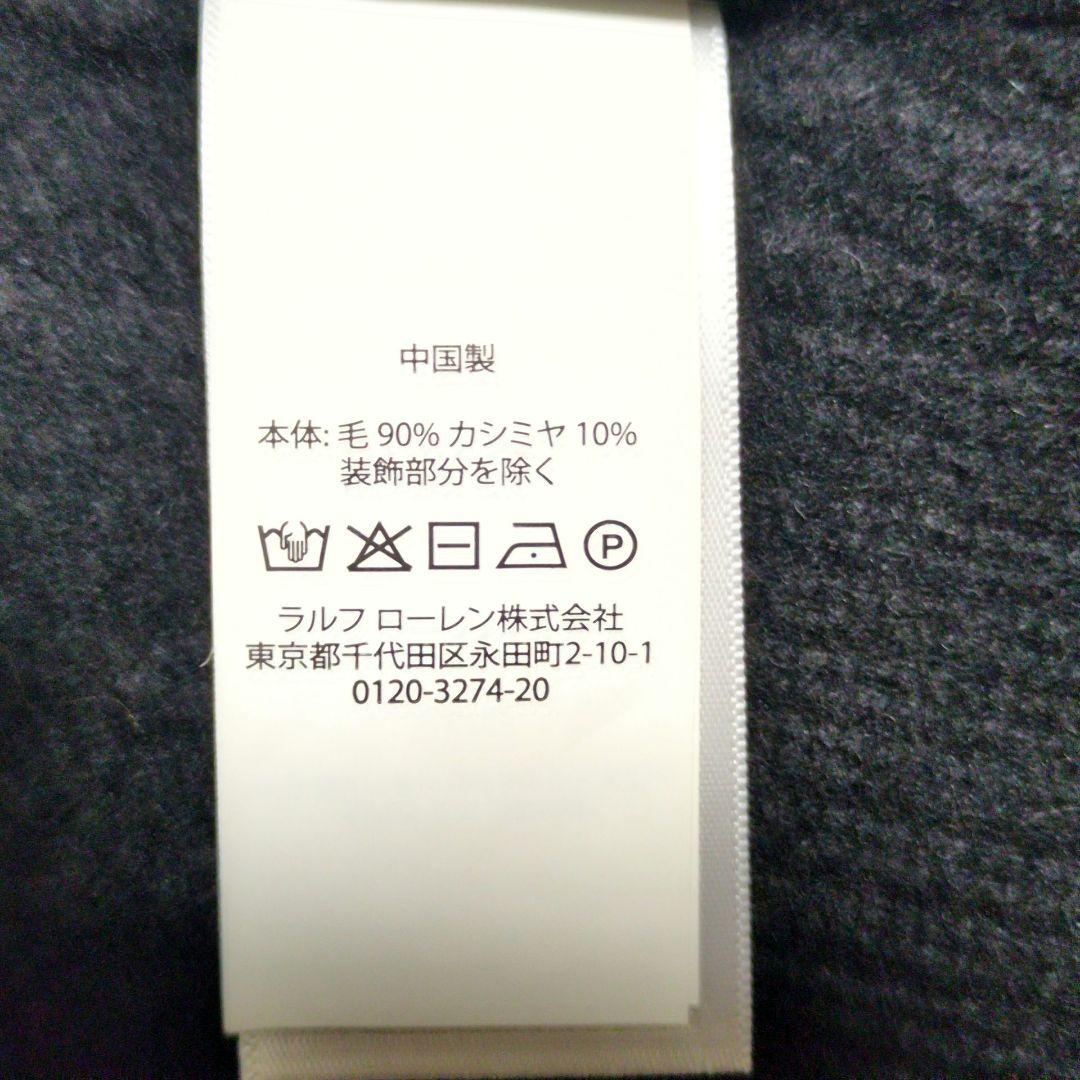 中国製
本体: 毛 90% カシミヤ 10%
装飾部分を除く
P
ラルフ ローレン株式会社
東京都千代田区永田町2-10-1
0120-3274-20